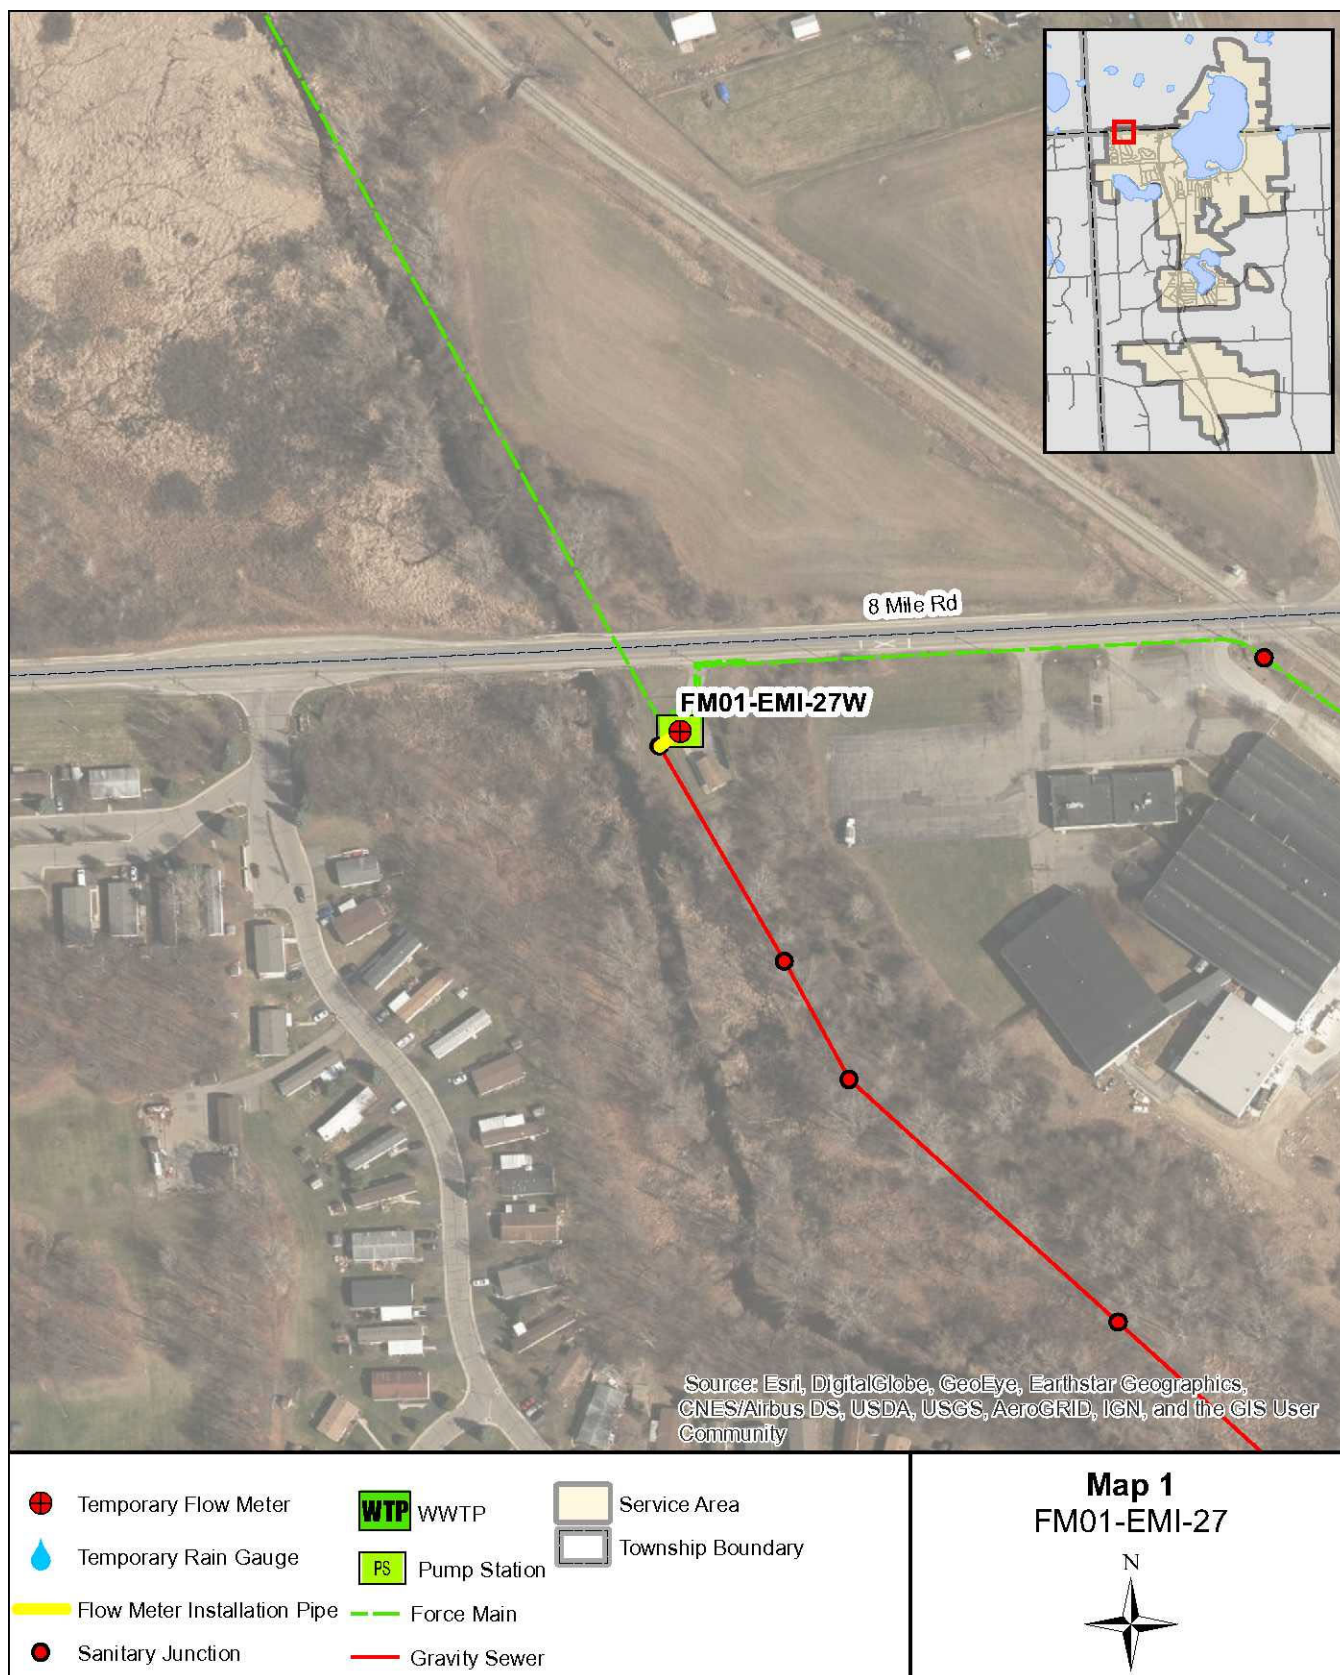 8 Mile Rd
FM01-EMI-27W
Source: Esri, DigitalGlobe, GeoEye, Earthstar Geographics,
CNES/Airbus DS, USDA, USGS, AeroGRID, IGN, and the GIS User
Community
Temporary Flow Meter
Temporary Rain Gauge
Flow Meter Installation Pipe
Sanitary Junction
WTP WWTP
PS Pump Station
Force Main
Gravity Sewer
Service Area
Township Boundary
Map 1
FM01-EMI-27
N